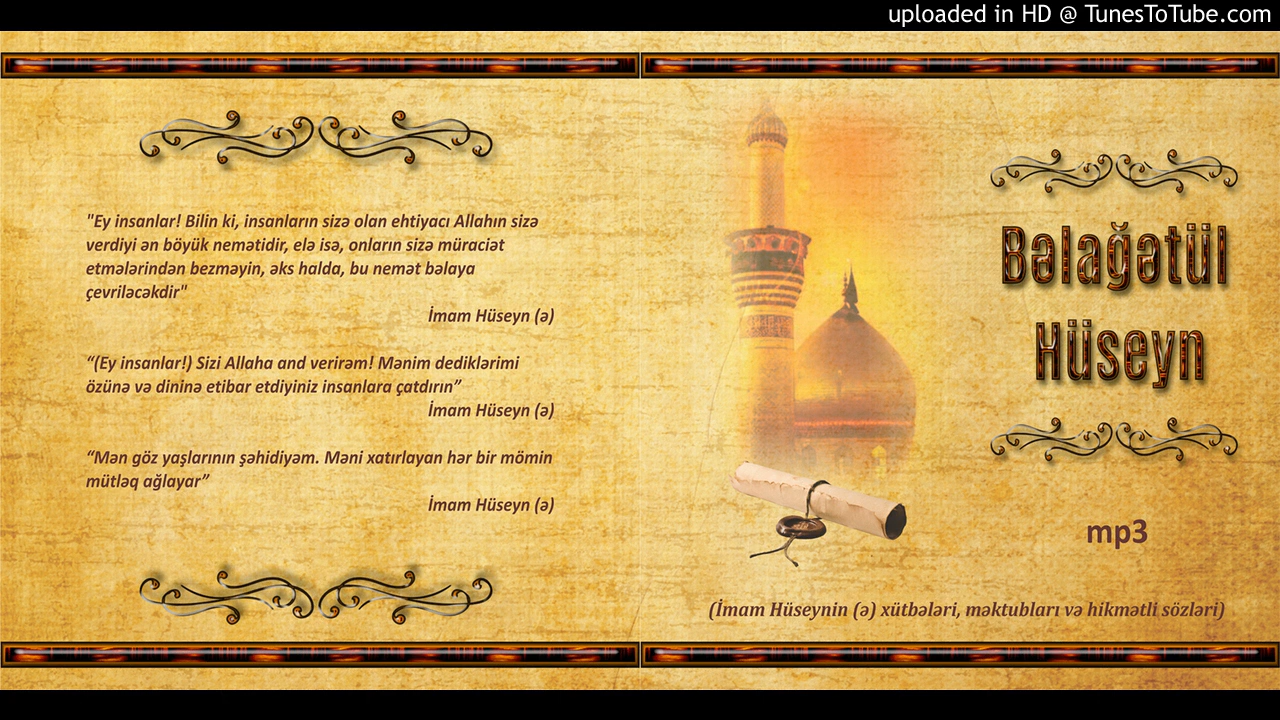 uploaded in HD @ TunesToTube.com
"Ey insanlar! Bilin ki, insanların sizə olan ehtiyacı Allahın sizə
verdiyi ən böyük nemətidir, elə isə, onların sizə müraciət
etmələrindən bezməyin, əks halda, bu nemət bəlaya
çevriləcəkdir"
İmam Hüseyn (ə)
“(Ey insanlar!) Sizi Allaha and verirəm! Mənim dediklərimi
özünə və dininə etibar etdiyiniz insanlara çatdırın”
İmam Hüseyn (ə)
“Mən göz yaşlarının şəhidiyəm. Məni xatırlayan hər bir mömin
mütləq ağlayar”
İmam Hüseyn (ə)
Bəlağətül
Hüseyn
mp3
(İmam Hüseynin (ə) xütbələri, məktubları və hikmətli sözləri)